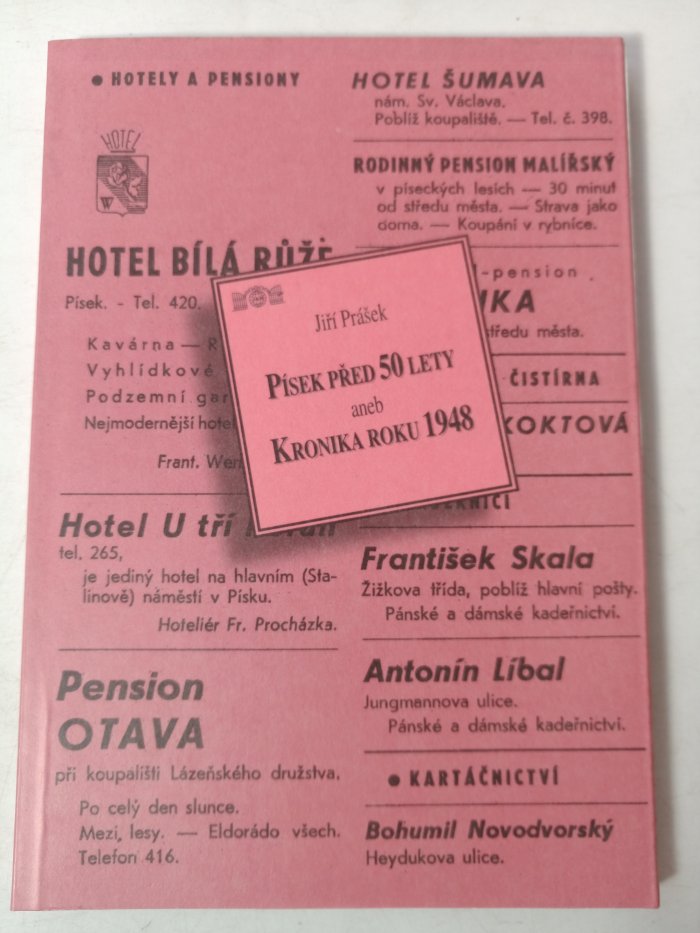 • HOTELY A PENSIONY
HOTEL
W
HOTEL BÍLÁ RŮŽE
Písek. - Tel. 420.
Kavárna —
Vyhlídkové
Podzemní
Nejmodernější
Frant.
Hotel U tří
tel. 265,
je jediný hotel na hlavním (Sta-
linově) náměstí v Písku.
Hoteliér Fr. Procházka.
Pension
OTAVA
při koupališti Lázeňského družstva.
Po celý den slunce.
Mezi, lesy. — Eldorádo všech.
Telefon 416.
Jiří Prášek
PÍSEK PŘED 50 LETY
aneb
KRONIKA ROKU 1948
HOTEL ŠUMAVA
nám. Sv. Václava.
Poblíž koupaliště. — Tel. č. 398.
RODINNÝ PENSION MALÍŘSKÝ
v píseckých lesích — 30 minut
od středu města. — Strava jako
doma. — Koupání v rybníce.
-pension
středu města.
ČISTÍRNA
KOKTOVÁ
František Skala
Žižkova třída, poblíž hlavní pošty.
Pánské a dámské kadeřnictví.
Antonín Líbal
Jungmannova ulice.
Pánské a dámské kadeřnictví.
• KARTÁČNICTVÍ
Bohumil Novodvorský
Heydukova ulice.